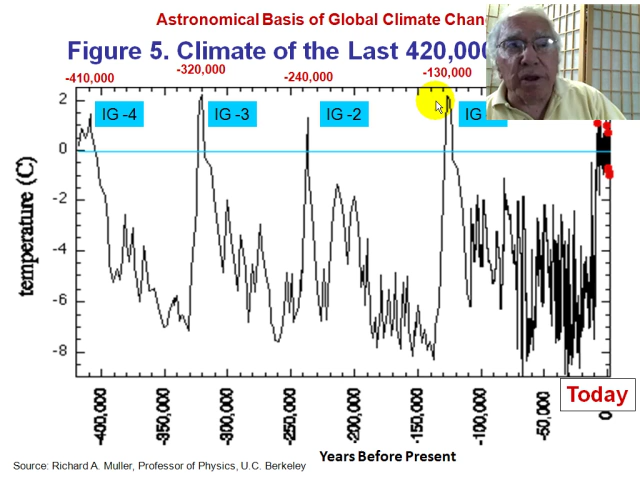 Astronomical Basis of Global Climate
Figure 5. Climate of the Last
-410,000 -320,000 -240,000 -130,000
IG -4 IG -3 IG -2 IG
2
0
-2
-4
-6
-8
temperature (C)
Today
-400,000 -350,000 -300,000 -250,000 -200,000 -150,000 -100,000 -50,000 0
Years Before Present
Source: Richard A. Muller, Professor of Physics, U.C. Berkeley